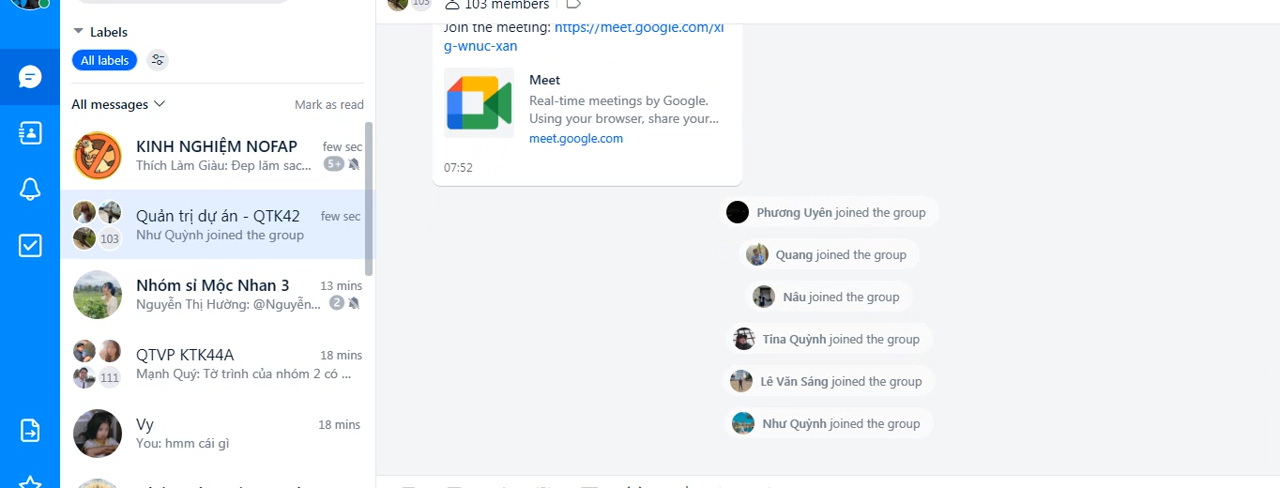 Labels
All labels
All messages
Mark as read
KINH NGHIỆM NOFAP
few sec
Thích Làm Giàu: Đep lăm sac...
5+
Quản trị dự án - QTK42
few sec
103
Như Quỳnh joined the group
Nhóm sỉ Mộc Nhan 3
13 mins
Nguyễn Thị Hường: @Nguyễn...
2
QTVP KTK44A
18 mins
111
Mạnh Quý: Tờ trình của nhóm 2 có ...
Vy
18 mins
You: hmm cái gì
103
103 members
Join the meeting: https://meet.google.com/xi
g-wnuc-xan
Meet
Real-time meetings by Google.
Using your browser, share your...
meet.google.com
07:52
Phương Uyên joined the group
Quang joined the group
Nâu joined the group
Tina Quỳnh joined the group
Lê Văn Sáng joined the group
Như Quỳnh joined the group